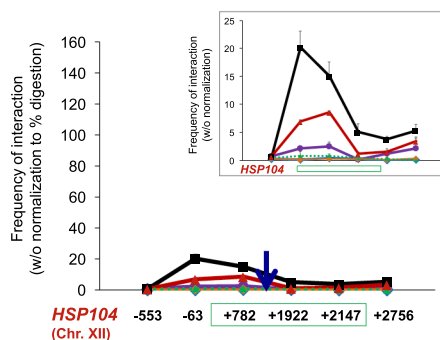 Frequency of interaction
(w/o normalization to % digestion)
160
140
120
100
80
60
40
20
0
Frequency of interaction
(w/o normalization)
25
20
15
10
5
0
HSP104
HSP104
(Chr. XII)
-553 -63 +782 +1922 +2147 +2756